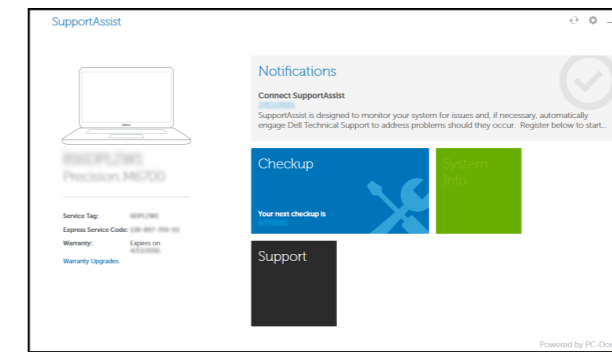 SupportAssist
Notifications
Connect SupportAssist
SupportAssist is designed to monitor your system for issues and, if necessary, automatically
engage Dell Technical Support to address problems should they occur. Register below to start...
Precision M6700
Checkup
System
Info
Your next checkup is
Service Tag:
Express Service Code:
Warranty: Expires on
Warranty Upgrades
Support
Powered by PC-Doc